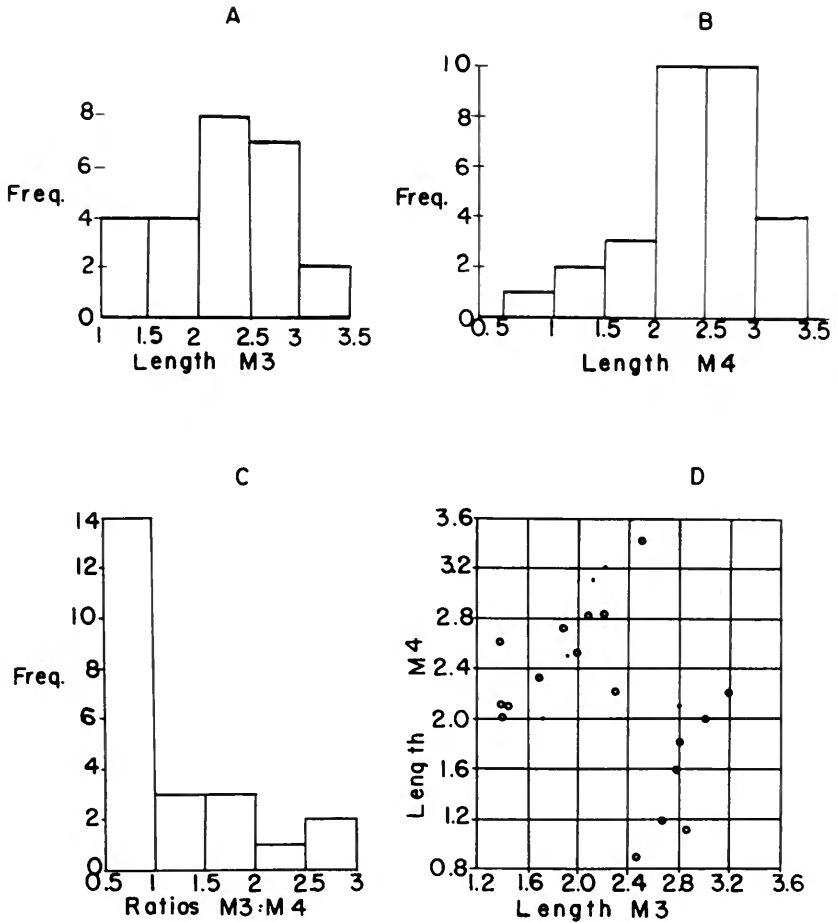 A
8
6
Freq.
4
2
0
1 1.5 2 2.5 3 3.5
Length M3
B
10
8
6
Freq.
4
2
0
0.5 1 1.5 2 2.5 3 3.5
Length M4
C
14
12
10
8
Freq.
6
4
2
0
0.5 1 1.5 2 2.5 3
Ratios M3:M4
D
3.6
3.2
2.8
2.4
2.0
1.6
1.2
0.8
Length M4
1.2 1.6 2.0 2.4 2.8 3.2 3.6
Length M3